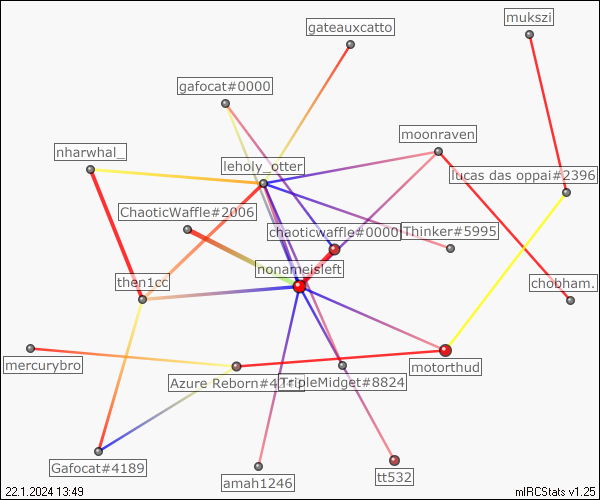 mukszi
gateauxcatto
gafocat#0000
moonraven
nharwhal_
leholy_otter
lucas das oppai#2396
ChaoticWaffle#2006
chaoticwaffle#0000
Thinker#5995
nonameisleft
then1cc
chobham.
mercurybro
motorthud
Azure Reborn
TripleMidget#8824
Gafocat#4189
amah1246
tt532
22.1.2024 13:49
mIRCStats v1.25